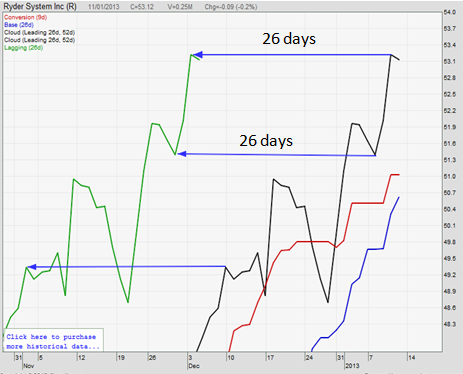 Ryder System Inc (R) 11/01/2013 C=53.12 V=0.25M Chg=-0.09 (-0.2%)
Conversion (9d)
Base (26d)
Cloud (Leading 26d, 52d)
Cloud (Leading 26d, 52d)
Lagging (26d)
26 days
26 days
54.0
53.7
53.4
53.1
52.8
52.5
52.2
51.9
51.6
51.3
51.0
50.7
50.4
50.1
49.8
49.5
49.2
48.9
48.6
48.3
Click here to purchase
more historical data...
31 5 12 19 26 3 10 17 24 31 7 14
Nov Dec 2013